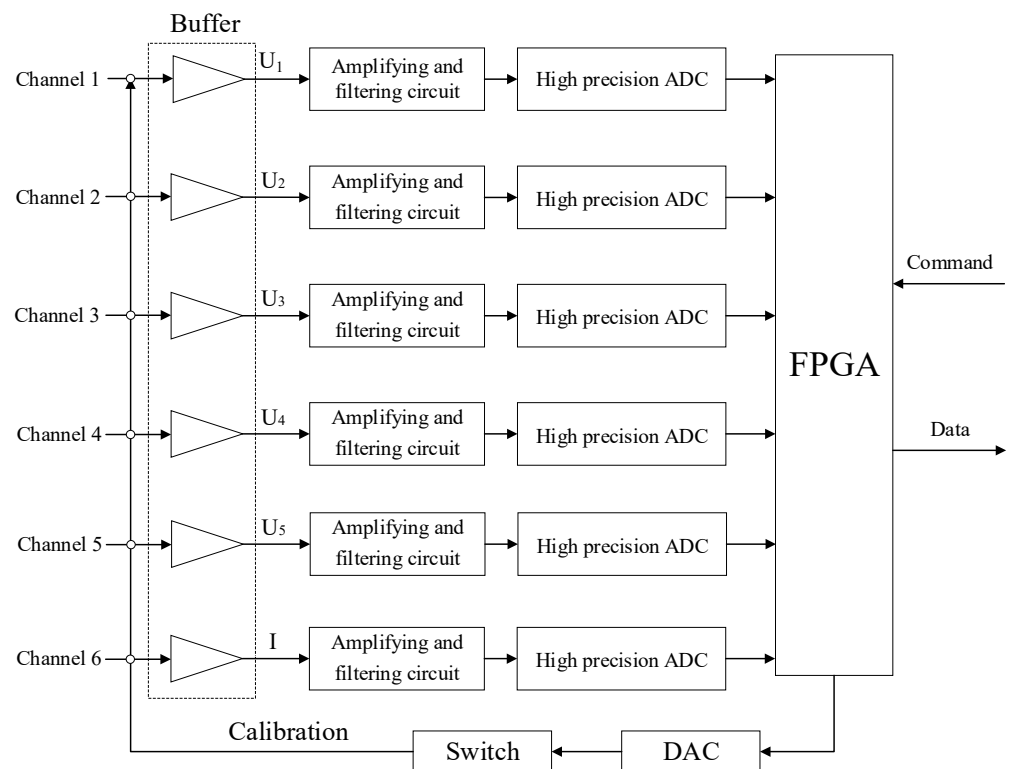 Buffer
Channel 1
U₁
Amplifying and
filtering circuit
High precision ADC
Channel 2
U₂
Amplifying and
filtering circuit
High precision ADC
Command
Channel 3
U₃
Amplifying and
filtering circuit
High precision ADC
FPGA
Channel 4
U₄
Amplifying and
filtering circuit
High precision ADC
Data
Channel 5
U₅
Amplifying and
filtering circuit
High precision ADC
Channel 6
I
Amplifying and
filtering circuit
High precision ADC
Calibration
Switch
DAC